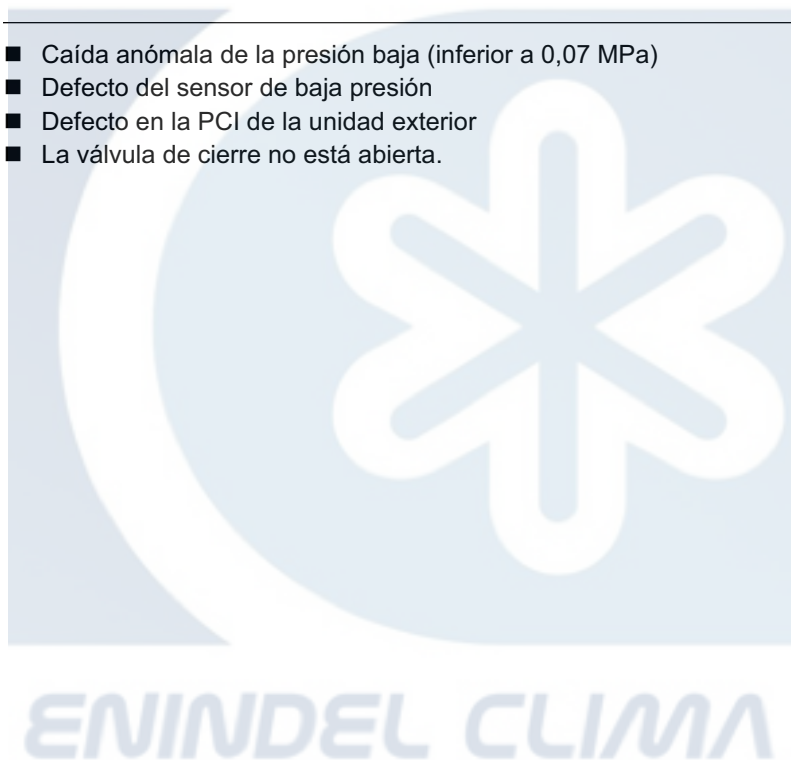 ■ Caída anómala de la presión baja (inferior a 0,07 MPa)
■ Defecto del sensor de baja presión
■ Defecto en la PCI de la unidad exterior
■ La válvula de cierre no está abierta.
ENINDEL CLIMA